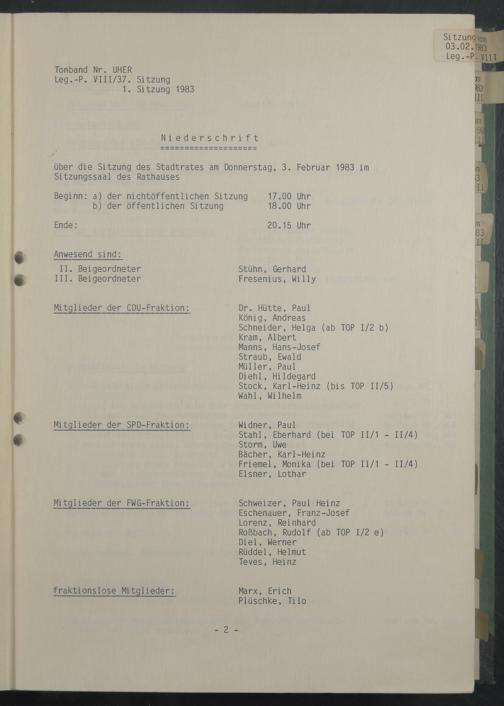 Sitzung vom
03.02.1983
Leg.-P. VIII
Tonband Nr. UHER
Leg.-P. VIII/37. Sitzung
1. Sitzung 1983
Niederschrift
====================
über die Sitzung des Stadtrates am Donnerstag, 3. Februar 1983 im
Sitzungssaal des Rathauses
Beginn: a) der nichtöffentlichen Sitzung 17.00 Uhr
b) der öffentlichen Sitzung 18.00 Uhr
Ende: 20.15 Uhr
Anwesend sind:
II. Beigeordneter Stühn, Gerhard
III. Beigeordneter Fresenius, Willy
Mitglieder der CDU-Fraktion: Dr. Hütte, Paul
König, Andreas
Schneider, Helga (ab TOP I/2 b)
Kram, Albert
Manns, Hans-Josef
Straub, Ewald
Müller, Paul
Diehl, Hildegard
Stock, Karl-Heinz (bis TOP II/5)
Wahl, Wilhelm
Mitglieder der SPD-Fraktion: Widner, Paul
Stahl, Eberhard (bei TOP II/1 - II/4)
Storm, Uwe
Bächer, Karl-Heinz
Friemel, Monika (bei TOP II/1 - II/4)
Elsner, Lothar
Mitglieder der FWG-Fraktion: Schweizer, Paul Heinz
Eschenauer, Franz-Josef
Lorenz, Reinhard
Roßbach, Rudolf (ab TOP I/2 e)
Diel, Werner
Rüddel, Helmut
Teves, Heinz
fraktionslose Mitglieder: Marx, Erich
Plüschke, Tilo
- 2 -